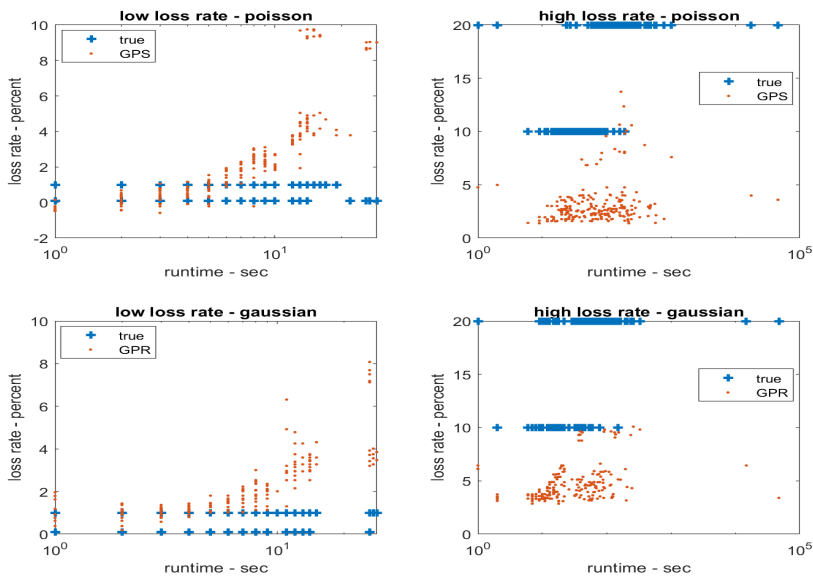 low loss rate - poisson
10
8
6
4
2
0
-2
loss rate - percent
true
GPS
10^0
10^1
runtime - sec
high loss rate - poisson
20
15
10
5
0
loss rate - percent
true
GPS
10^0
10^5
runtime - sec
low loss rate - gaussian
10
8
6
4
2
0
loss rate - percent
true
GPR
10^0
10^1
runtime - sec
high loss rate - gaussian
20
15
10
5
0
loss rate - percent
true
GPR
10^0
10^5
runtime - sec